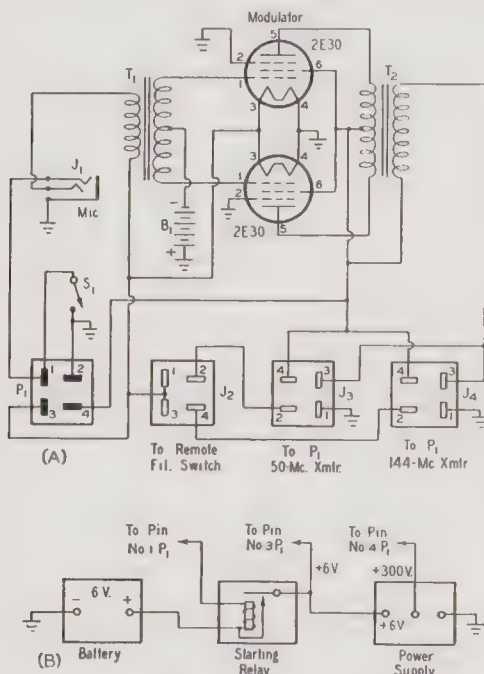 Modulator
5
2E30
2
6
1
T1
T2
3
4
3
4
J1
1
6
2
Mic
-
B1
+
5
2E30
S1
1
2
4
3
4
3
1
2
P1
J2
J3
J4
3
4
3
4
2
1
2
1
(A)
To Remote
Fil. Switch
To P1
50-Mc. Xmtr.
To P1
144-Mc Xmtr
To Pin
No 1 P1
To Pin
No 3 P1
To Pin
No 4 P1
+6V
+300V.
6 V.
- +
+6V
(B)
Battery
Starting
Relay
Power
Supply